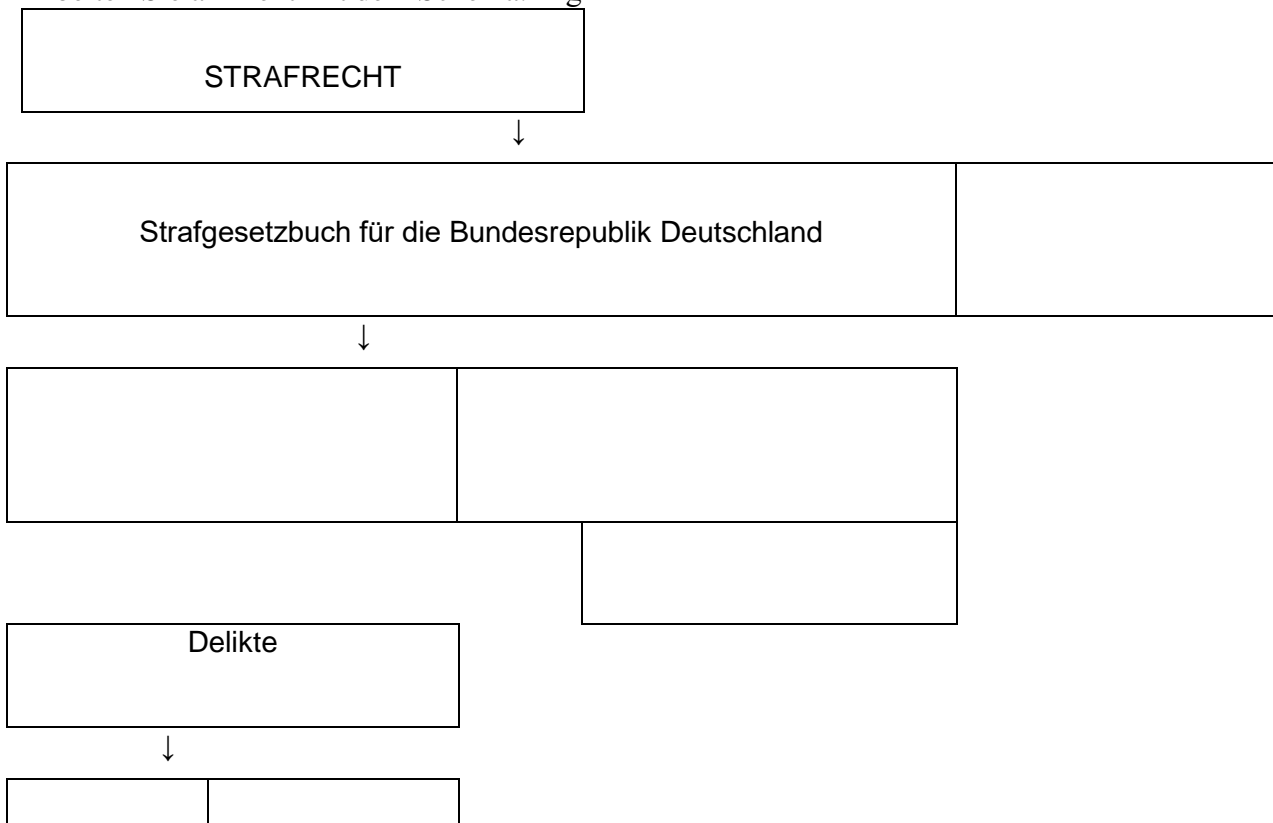 STRAFRECHT
↓
Strafgesetzbuch für die Bundesrepublik Deutschland
↓
Delikte
↓